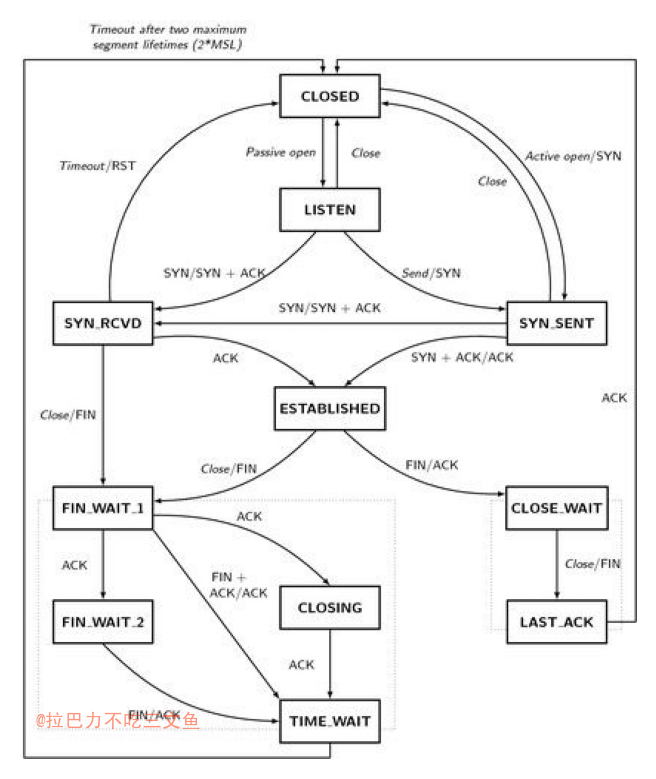 Timeout after two maximum
segment lifetimes (2*MSL)
CLOSED
Passive open
Close
Timeout/RST
Active open/SYN
Close
LISTEN
SYN/SYN + ACK
Send/SYN
SYN/SYN + ACK
SYN_RCVD
SYN_SENT
ACK
SYN + ACK/ACK
ESTABLISHED
ACK
Close/FIN
Close/FIN
FIN/ACK
FIN_WAIT_1
CLOSE_WAIT
ACK
ACK
FIN +
ACK/ACK
Close/FIN
CLOSING
FIN_WAIT_2
LAST_ACK
ACK
FIN/ACK
@拉巴力不吃三文鱼
TIME_WAIT